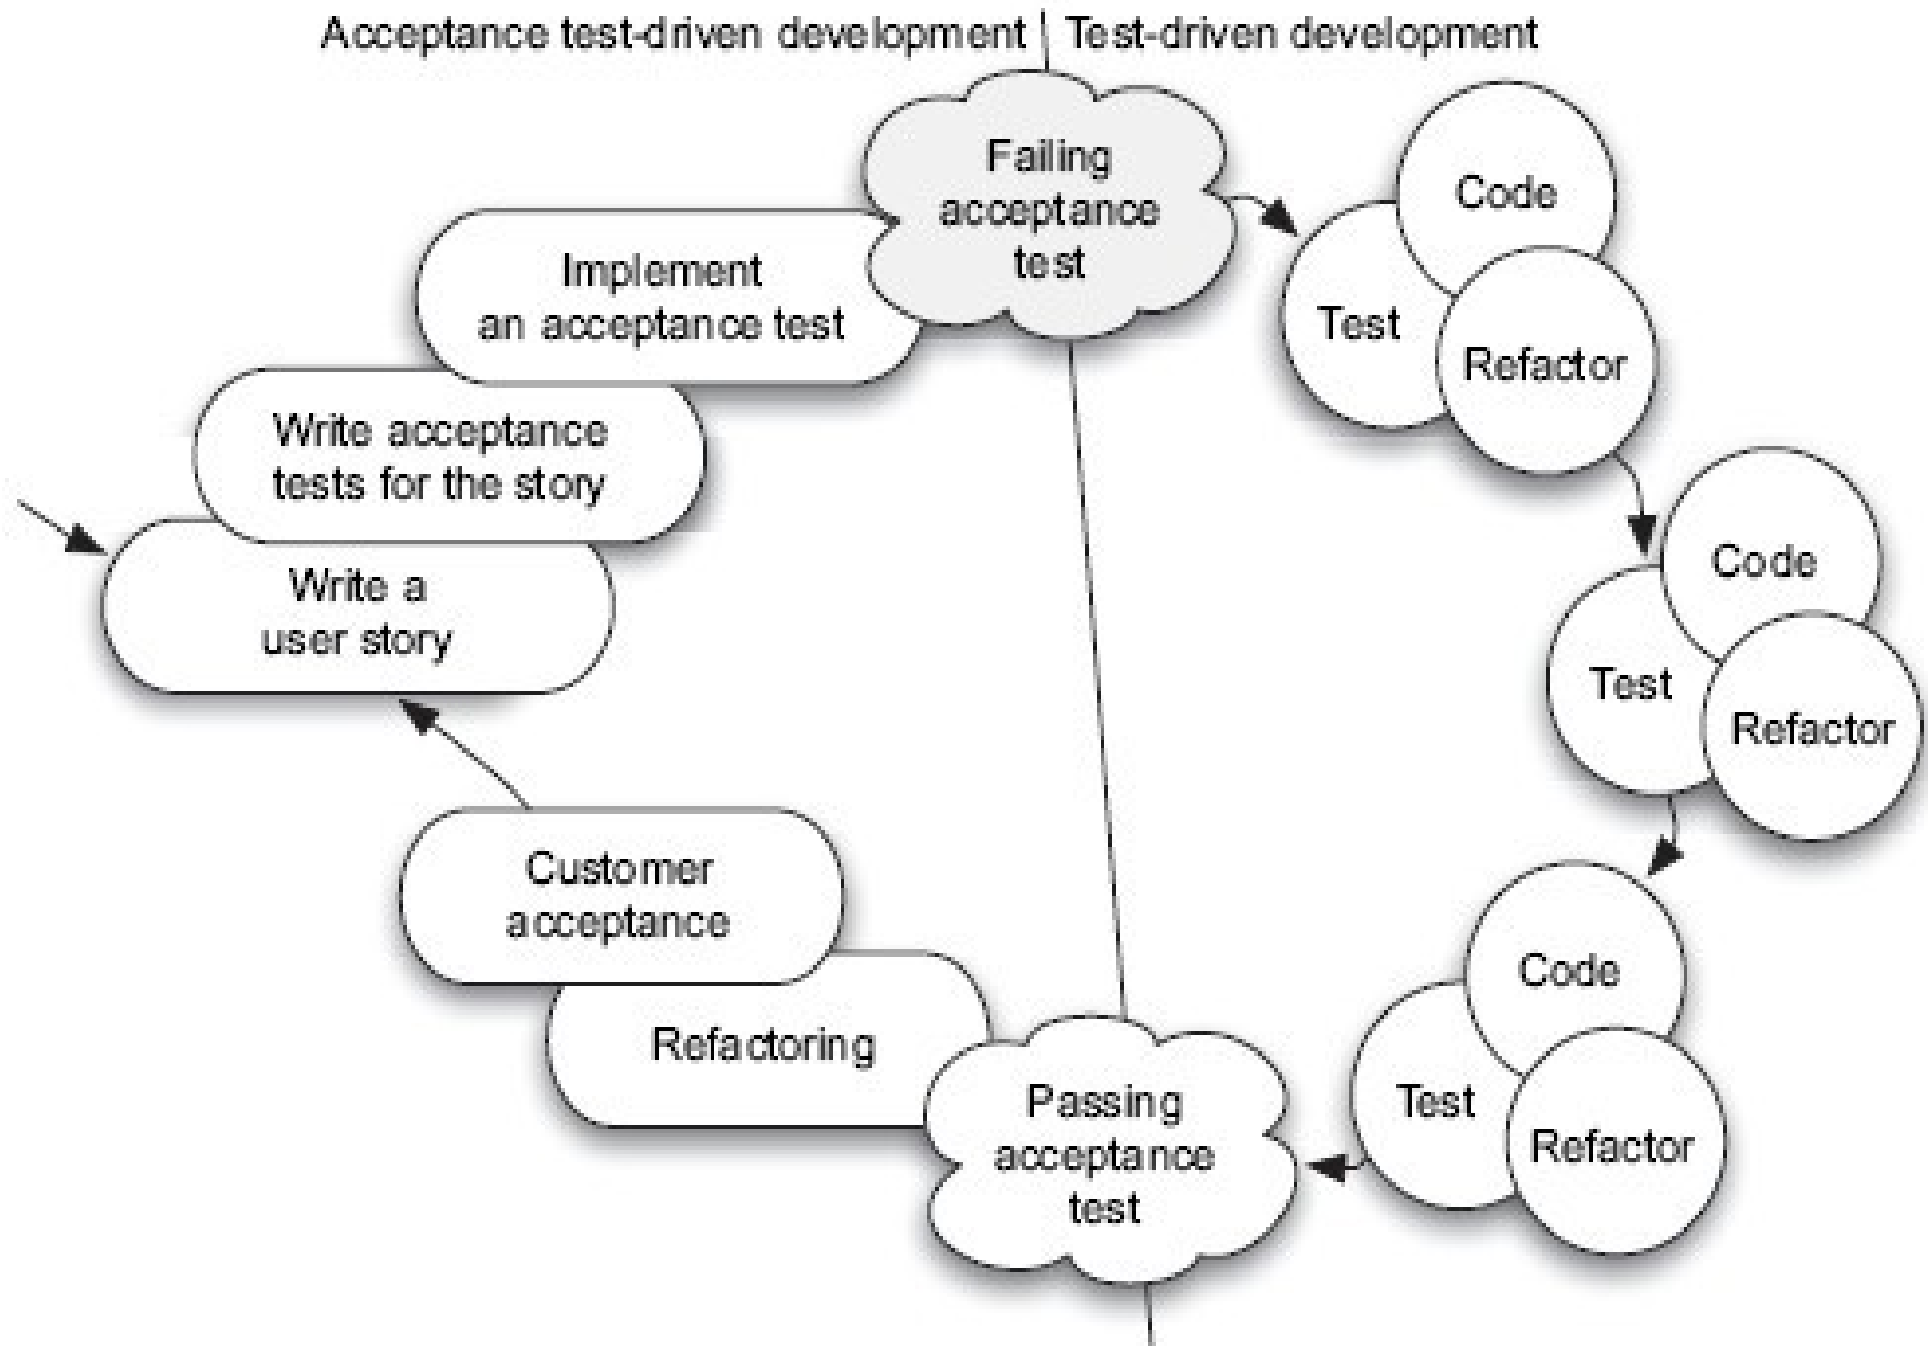 Acceptance test-driven development
Test-driven development
Failing
acceptance
test
Implement
an acceptance test
Write acceptance
tests for the story
Write a
user story
Code
Test
Refactor
Code
Test
Refactor
Code
Test
Refactor
Passing
acceptance
test
Refactoring
Customer
acceptance